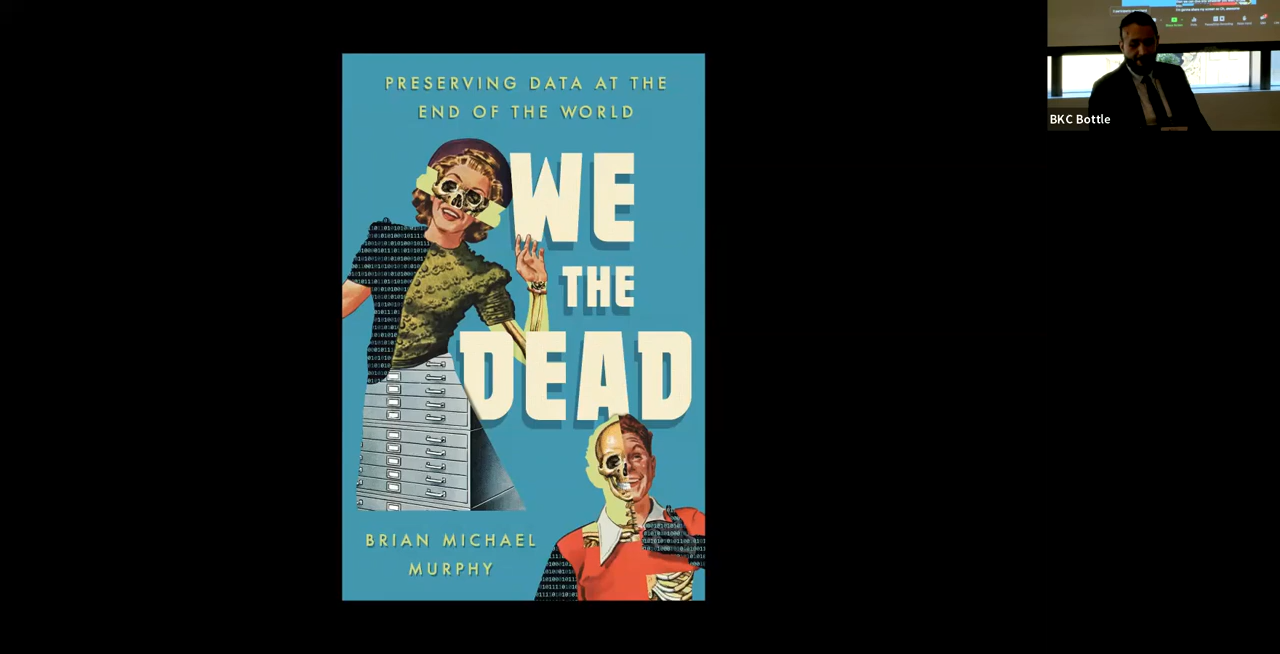 PRESERVING DATA AT THE
END OF THE WORLD
WE
THE
DEAD
BRIAN MICHAEL
MURPHY
BKC Bottle